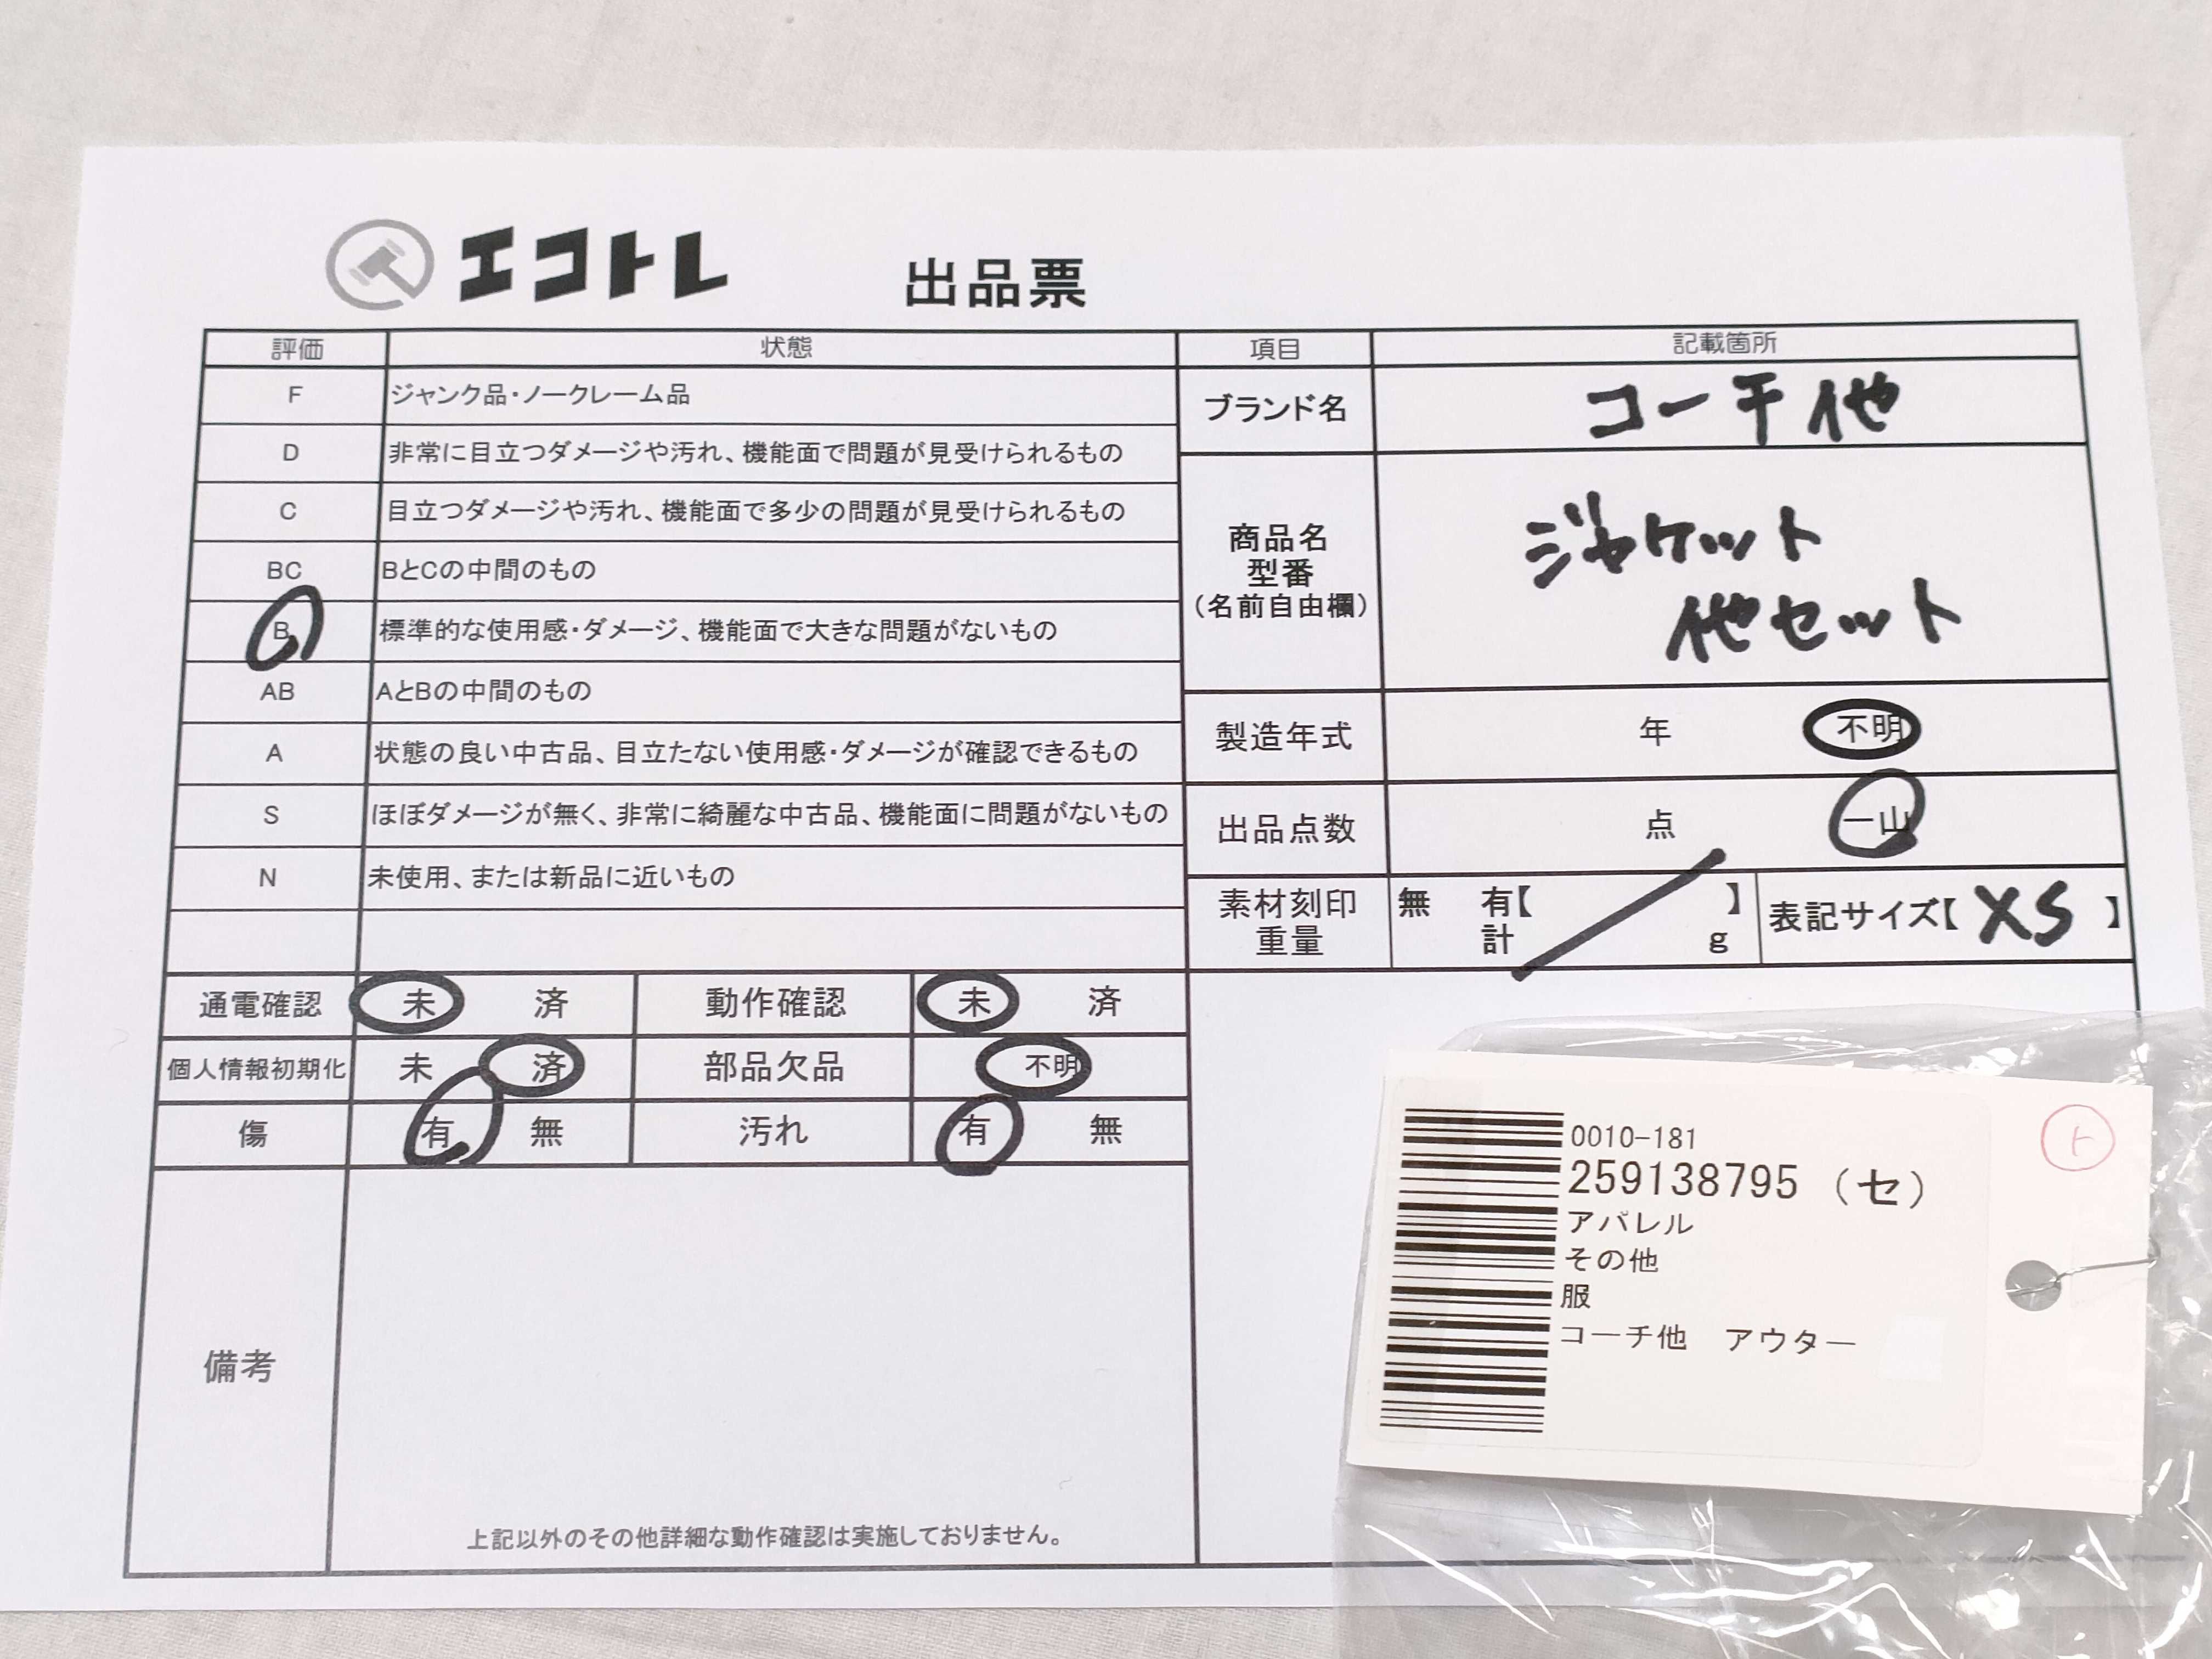 エコトレ 出品票
評価 状態 項目 記載箇所
F ジャンク品・ノークレーム品
D 非常に目立つダメージや汚れ、機能面で問題が見受けられるもの
C 目立つダメージや汚れ、機能面で多少の問題が見受けられるもの
BC BとCの中間のもの
B 標準的な使用感・ダメージ、機能面で大きな問題がないもの
AB AとBの中間のもの
A 状態の良い中古品、目立たない使用感・ダメージが確認できるもの
S ほぼダメージが無く、非常に綺麗な中古品、機能面に問題がないもの
N 未使用、または新品に近いもの
ブランド名 コーチ他
商品名
型番
(名前自由欄)
ジャケット
他セット
製造年式 年 不明
出品点数 点 一山
素材刻印 無 有【 】
重量 計 g
表記サイズ【 XS 】
通電確認 未 済 動作確認 未 済
個人情報初期化 未 済 部品欠品 不明
傷 有 無 汚れ 有 無
備考
上記以外のその他詳細な動作確認は実施しておりません。
0010-181
259138795 (セ)
アパレル
その他
服
コーチ他 アウター
ト